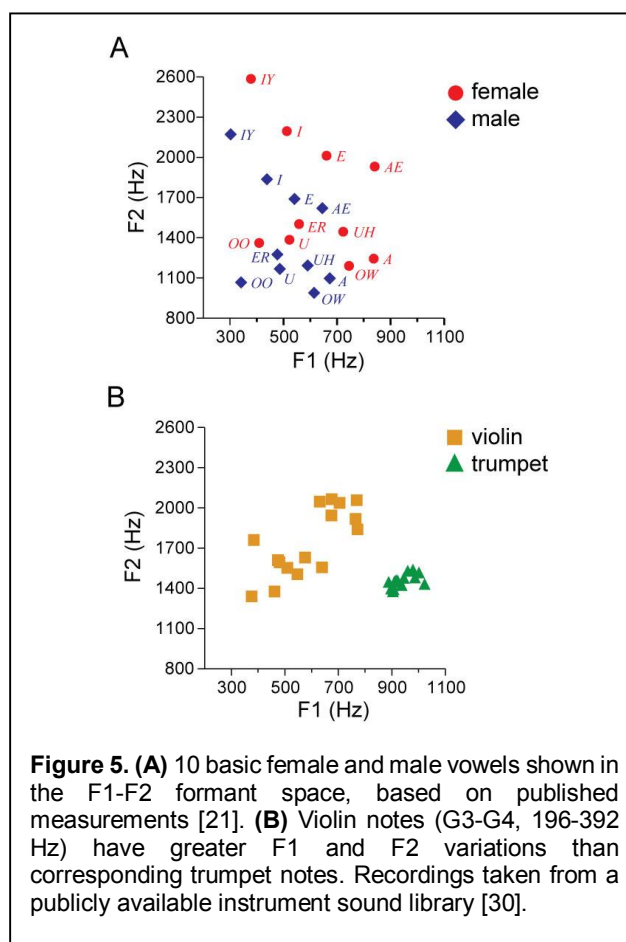 A
F2 (Hz)
2600
2300
2000
1700
1400
1100
800
300 500 700 900 1100
F1 (Hz)
female
male
IY
IY
I
I
E
E
AE
AE
ER
UH
OO
U
ER
UH
A
OW
OO
U
A
OW
B
F2 (Hz)
2600
2300
2000
1700
1400
1100
800
300 500 700 900 1100
F1 (Hz)
violin
trumpet
Figure 5. (A) 10 basic female and male vowels shown in
the F1-F2 formant space, based on published
measurements [21]. (B) Violin notes (G3-G4, 196-392
Hz) have greater F1 and F2 variations than
corresponding trumpet notes. Recordings taken from a
publicly available instrument sound library [30].